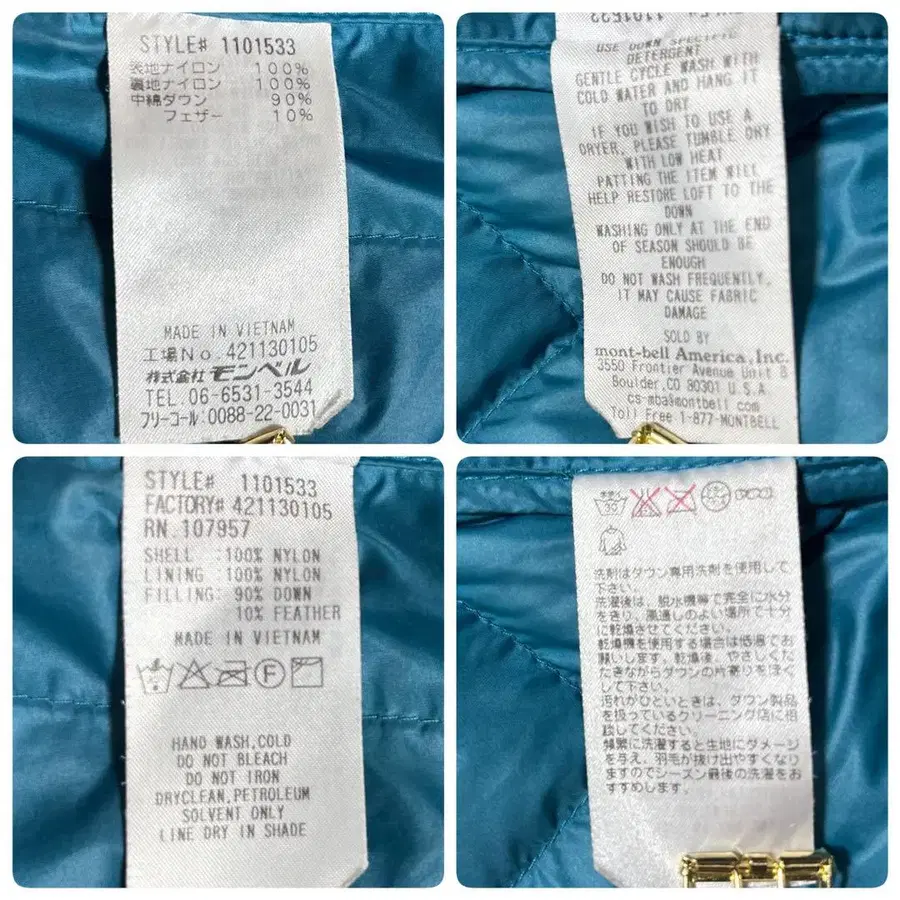 STYLE# 1101533
表地ナイロン 100%
裏地ナイロン 100%
中綿ダウン 90%
フェザー 10%
MADE IN VIETNAM
工場No.421130105
株式会社 モンベル
TEL.06-6531-3544
フリーコール:0088-22-0031
USE DOWN SPECIFIC
DETERGENT
GENTLE CYCLE WASH WITH
COLD WATER AND HANG IT
TO DRY
IF YOU WISH TO USE A
DRYER, PLEASE TUMBLE DRY
WITH LOW HEAT
PATTING THE ITEM WILL
HELP RESTORE LOFT TO THE
DOWN
WASHING ONLY AT THE END
OF SEASON SHOULD BE
ENOUGH
DO NOT WASH FREQUENTLY,
IT MAY CAUSE FABRIC
DAMAGE
SOLD BY
mont-bell America, Inc.
3550 Frontier Avenue Unit B
Boulder,CO 80301 U.S.A.
cs-mba@montbell.com
Toll Free 1-877-MONTBELL
STYLE# 1101533
FACTORY# 421130105
RN.107957
SHELL :100% NYLON
LINING :100% NYLON
FILLING: 90% DOWN
10% FEATHER
MADE IN VIETNAM
HAND WASH,COLD
DO NOT BLEACH
DO NOT IRON
DRYCLEAN,PETROLEUM
SOLVENT ONLY
LINE DRY IN SHADE
洗剤はダウン専用洗剤を使用して
下さい。
洗濯後は、脱水機等で完全に水分
をきり、風通しのよい場所で十分
に乾燥させてください。
乾燥機を使用する場合は低温でお
願いします。乾燥後、やさしくた
たきながらダウンの片寄りをほぐ
して下さい。
汚れがひどいときは、ダウン製品
を扱っているクリーニング店に相
談してください。
頻繁に洗濯すると生地にダメージ
を与え、羽毛が抜け出やすくなり
ますのでシーズン最後の洗濯をお
すすめします。